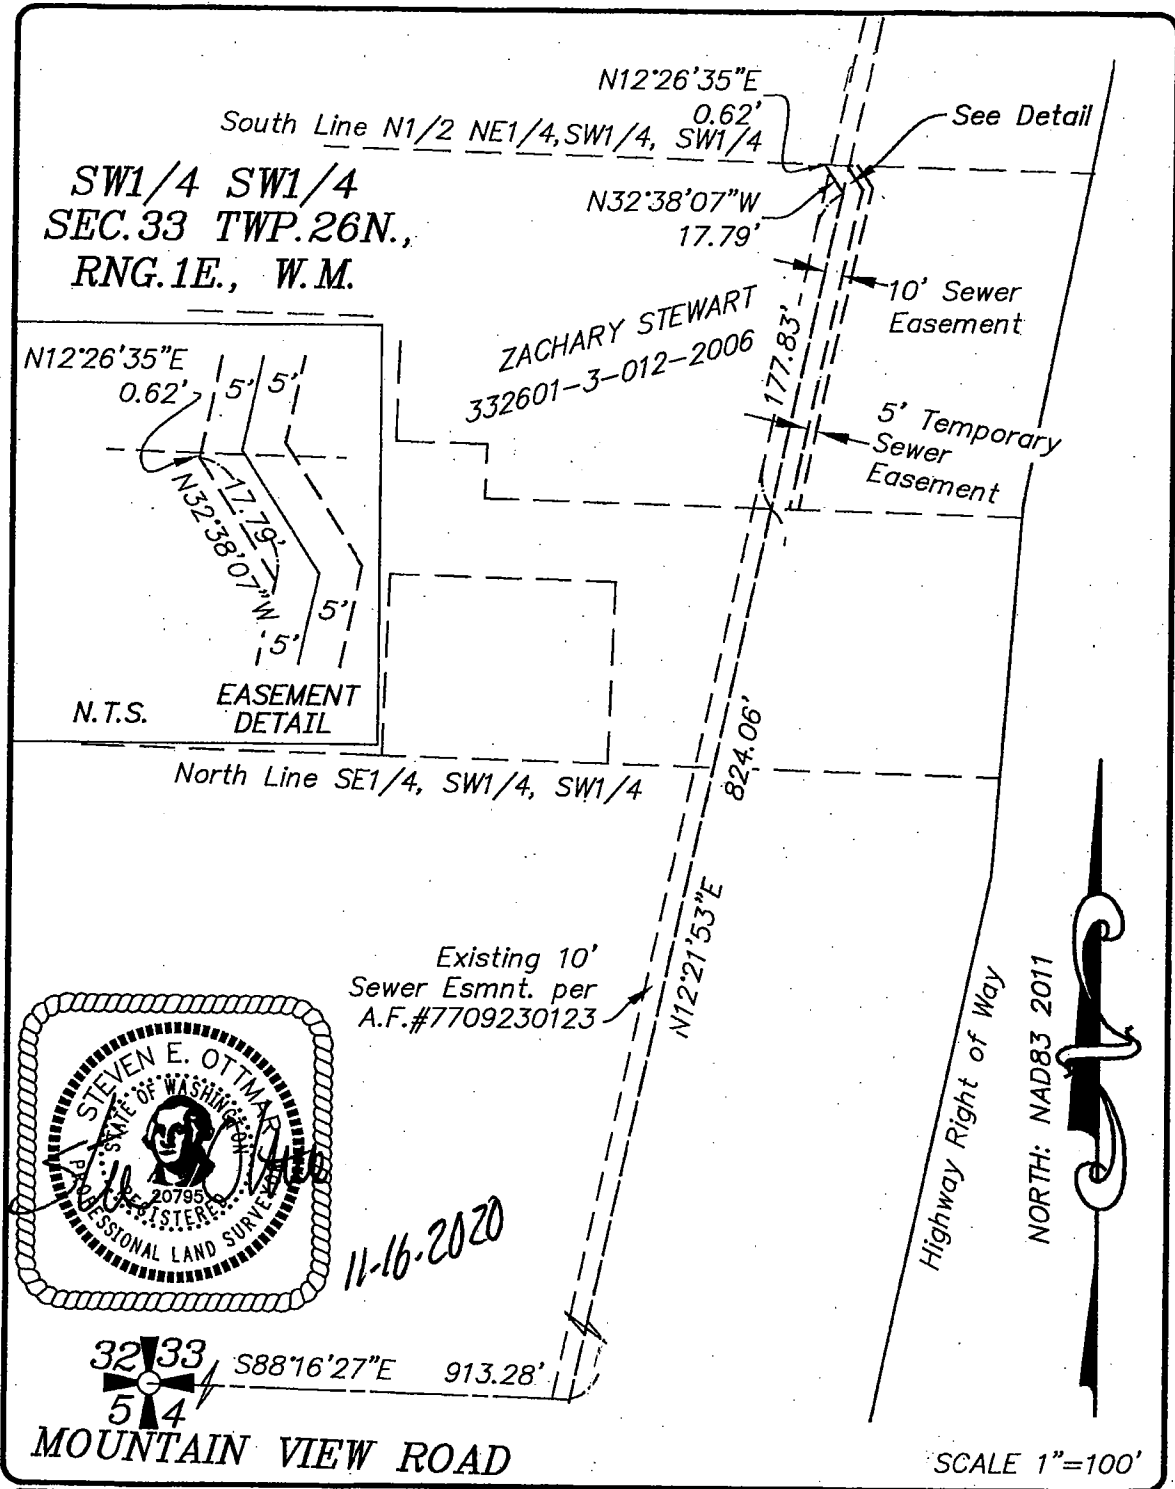 N12°26'35"E
0.62'
South Line N1/2 NE1/4, SW1/4, SW1/4
See Detail
SW1/4 SW1/4
SEC.33 TWP.26N.,
RNG.1E., W.M.
N32°38'07"W
17.79'
10' Sewer
Easement
ZACHARY STEWART
332601-3-012-2006
177.83'
5' Temporary
Sewer
Easement
N12°26'35"E
0.62'
5'
5'
17.79'
N32°38'07"W
5'
5'
N.T.S.
EASEMENT
DETAIL
North Line SE1/4, SW1/4, SW1/4
824.06'
N12°21'53"E
Existing 10'
Sewer Esmnt. per
A.F.#7709230123
Highway Right of Way
NORTH: NAD83 2011
STEVEN E. OTTMAR
STATE OF WASHINGTON
20795
REGISTERED
PROFESSIONAL LAND SURVEYOR
11-16-2020
32 33
5 4
S88°16'27"E 913.28'
MOUNTAIN VIEW ROAD
SCALE 1"=100'